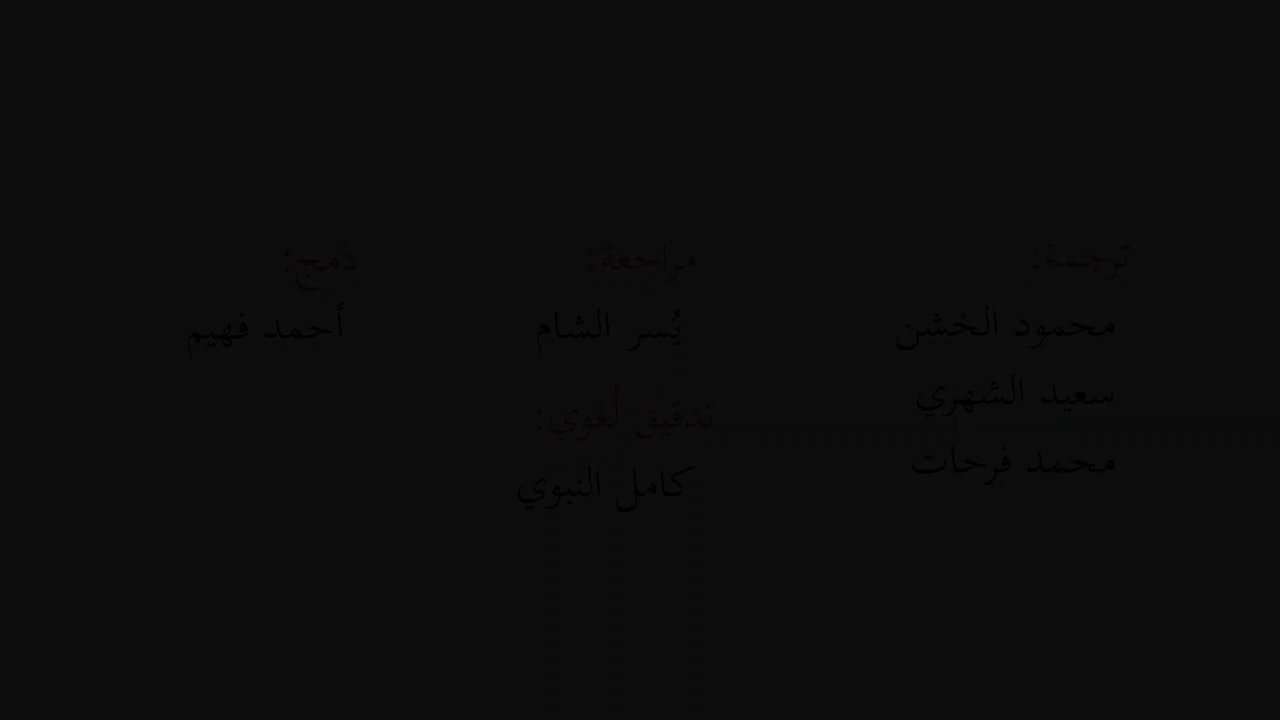 ترجمة:
محمود الخشن
سعيد الشهري
محمد فرحات
مراجعة:
يُسر الشام
تدقيق لُغوي:
كامل النبوي
دمج:
أحمد فهيم